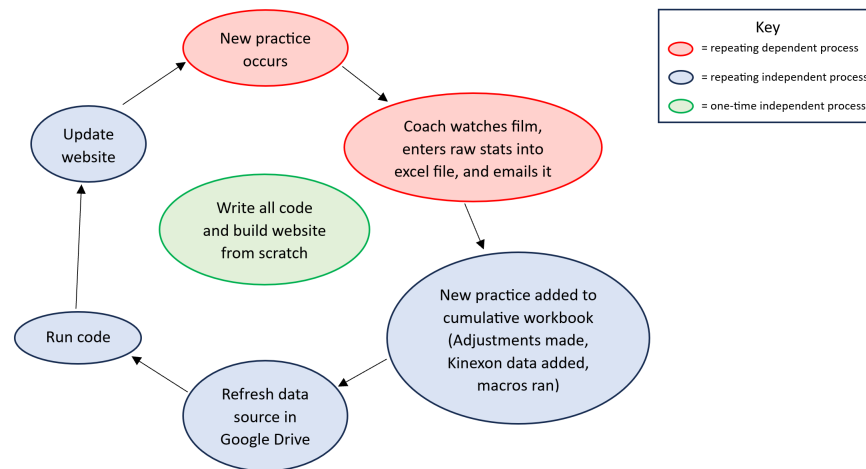 New practice
occurs
Key
= repeating dependent process
= repeating independent process
= one-time independent process
Coach watches film,
enters raw stats into
excel file, and emails it
Update
website
Write all code
and build website
from scratch
New practice added to
cumulative workbook
(Adjustments made,
Kinexon data added,
macros ran)
Run code
Refresh data
source in
Google Drive